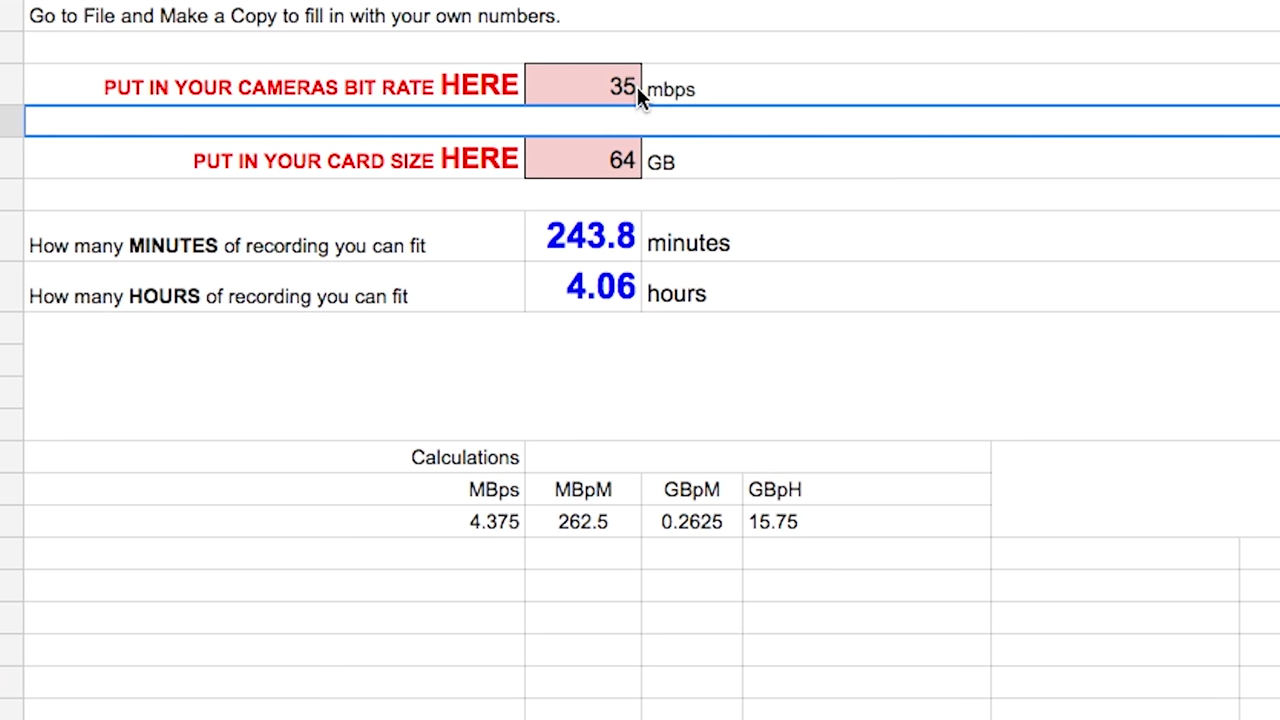 Go to File and Make a Copy to fill in with your own numbers.
PUT IN YOUR CAMERAS BIT RATE HERE 35 mbps
PUT IN YOUR CARD SIZE HERE 64 GB
How many MINUTES of recording you can fit 243.8 minutes
How many HOURS of recording you can fit 4.06 hours
Calculations
MBps MBpM GBpM GBpH
4.375 262.5 0.2625 15.75